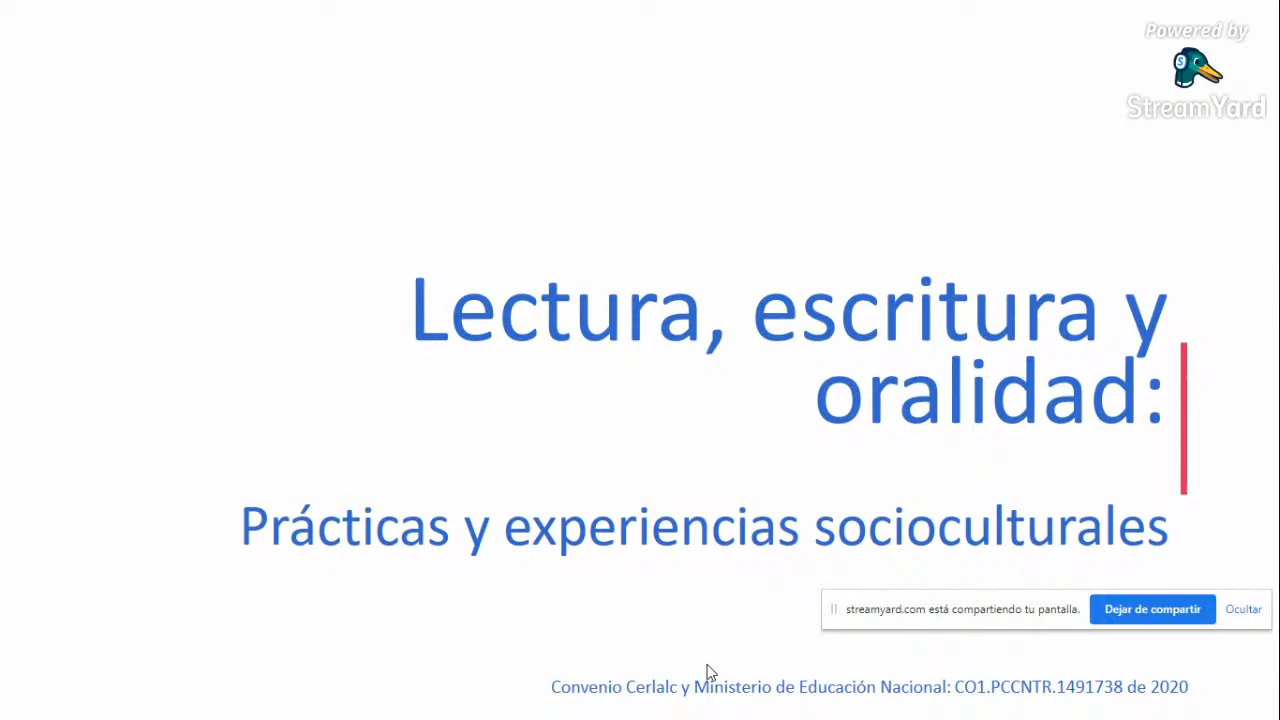 Powered by
StreamYard
Lectura, escritura y
oralidad:
Prácticas y experiencias socioculturales
streamyard.com está compartiendo tu pantalla. Dejar de compartir Ocultar
Convenio Cerlalc y Ministerio de Educación Nacional: CO1.PCCNTR.1491738 de 2020